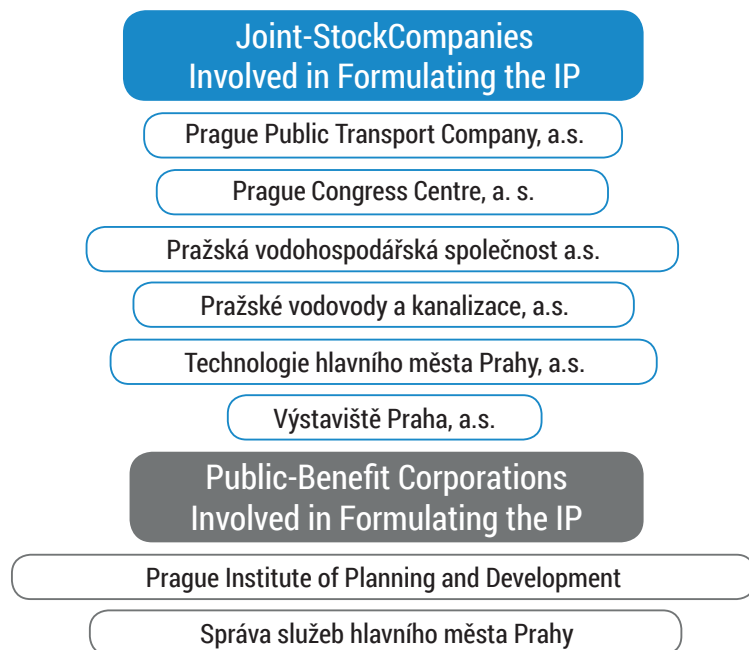 Joint-StockCompanies
Involved in Formulating the IP
Prague Public Transport Company, a.s.
Prague Congress Centre, a. s.
Pražská vodohospodářská společnost a.s.
Pražské vodovody a kanalizace, a.s.
Technologie hlavního města Prahy, a.s.
Výstaviště Praha, a.s.
Public-Benefit Corporations
Involved in Formulating the IP
Prague Institute of Planning and Development
Správa služeb hlavního města Prahy